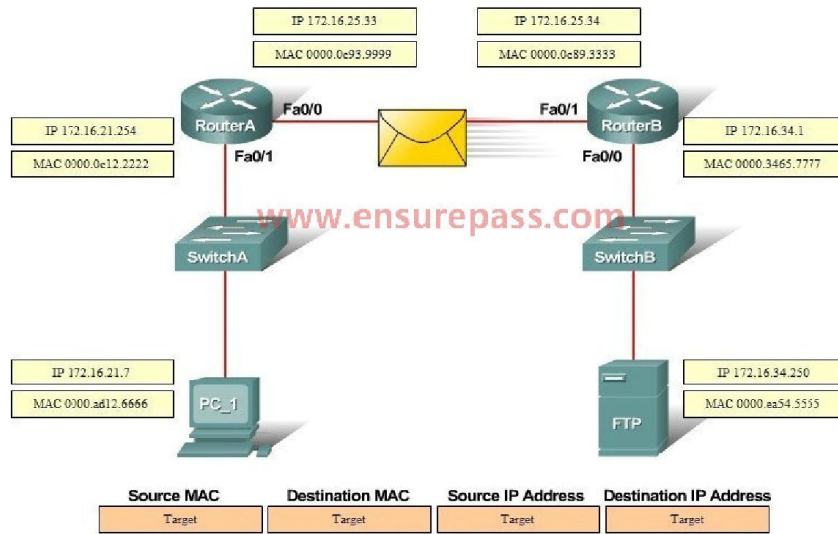 IP 172.16.25.33
IP 172.16.25.34
MAC 0000.0c93.9999
MAC 0000.0c89.3333
Fa0/0
Fa0/1
RouterA
RouterB
IP 172.16.21.254
MAC 0000.0c12.2222
Fa0/1
Fa0/0
IP 172.16.34.1
MAC 0000.3465.7777
www.ensurepass.com
SwitchA
SwitchB
IP 172.16.21.7
MAC 0000.ad12.6666
PC_1
FTP
IP 172.16.34.250
MAC 0000.ea54.5555
Source MAC
Destination MAC
Source IP Address
Destination IP Address
Target
Target
Target
Target